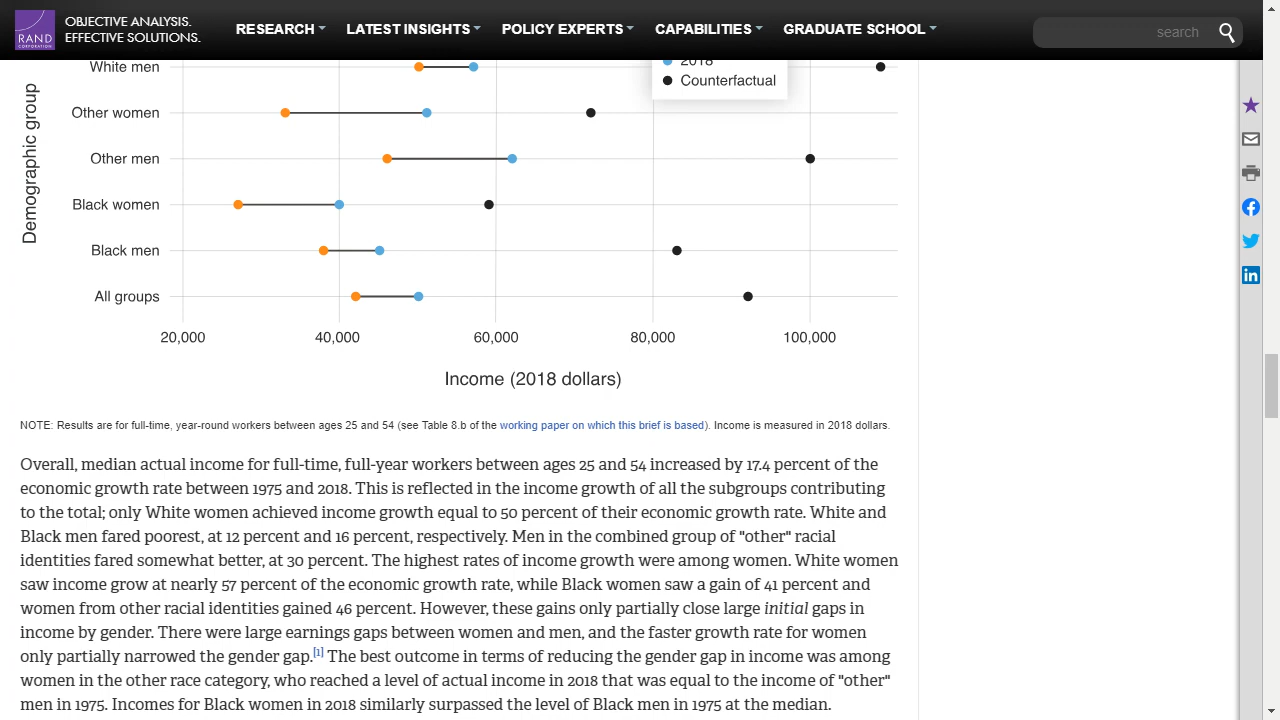 RAND
CORPORATION
OBJECTIVE ANALYSIS.
EFFECTIVE SOLUTIONS.
RESEARCH
LATEST INSIGHTS
POLICY EXPERTS
CAPABILITIES
GRADUATE SCHOOL
search
2018
Counterfactual
Demographic group
White men
Other women
Other men
Black women
Black men
All groups
20,000
40,000
60,000
80,000
100,000
Income (2018 dollars)
NOTE: Results are for full-time, year-round workers between ages 25 and 54 (see Table 8.b of the working paper on which this brief is based). Income is measured in 2018 dollars.
Overall, median actual income for full-time, full-year workers between ages 25 and 54 increased by 17.4 percent of the
economic growth rate between 1975 and 2018. This is reflected in the income growth of all the subgroups contributing
to the total; only White women achieved income growth equal to 50 percent of their economic growth rate. White and
Black men fared poorest, at 12 percent and 16 percent, respectively. Men in the combined group of "other" racial
identities fared somewhat better, at 30 percent. The highest rates of income growth were among women. White women
saw income grow at nearly 57 percent of the economic growth rate, while Black women saw a gain of 41 percent and
women from other racial identities gained 46 percent. However, these gains only partially close large initial gaps in
income by gender. There were large earnings gaps between women and men, and the faster growth rate for women
only partially narrowed the gender gap.[1] The best outcome in terms of reducing the gender gap in income was among
women in the other race category, who reached a level of actual income in 2018 that was equal to the income of "other"
men in 1975. Incomes for Black women in 2018 similarly surpassed the level of Black men in 1975 at the median.